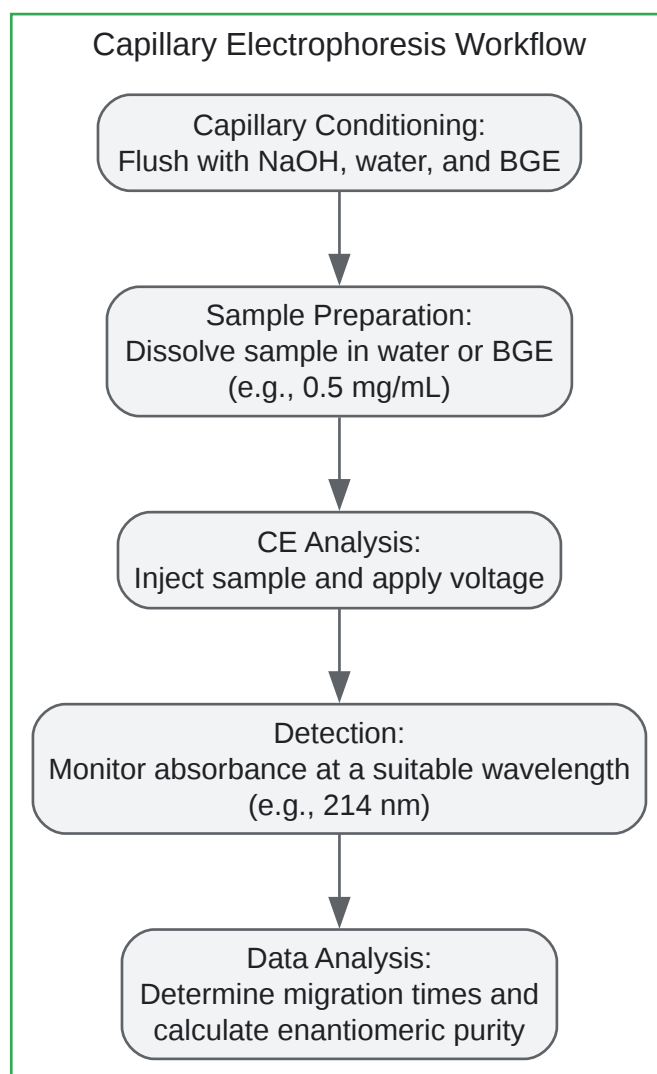 Capillary Electrophoresis Workflow
Capillary Conditioning:
Flush with NaOH, water, and BGE
Sample Preparation:
Dissolve sample in water or BGE
(e.g., 0.5 mg/mL)
CE Analysis:
Inject sample and apply voltage
Detection:
Monitor absorbance at a suitable wavelength
(e.g., 214 nm)
Data Analysis:
Determine migration times and
calculate enantiomeric purity